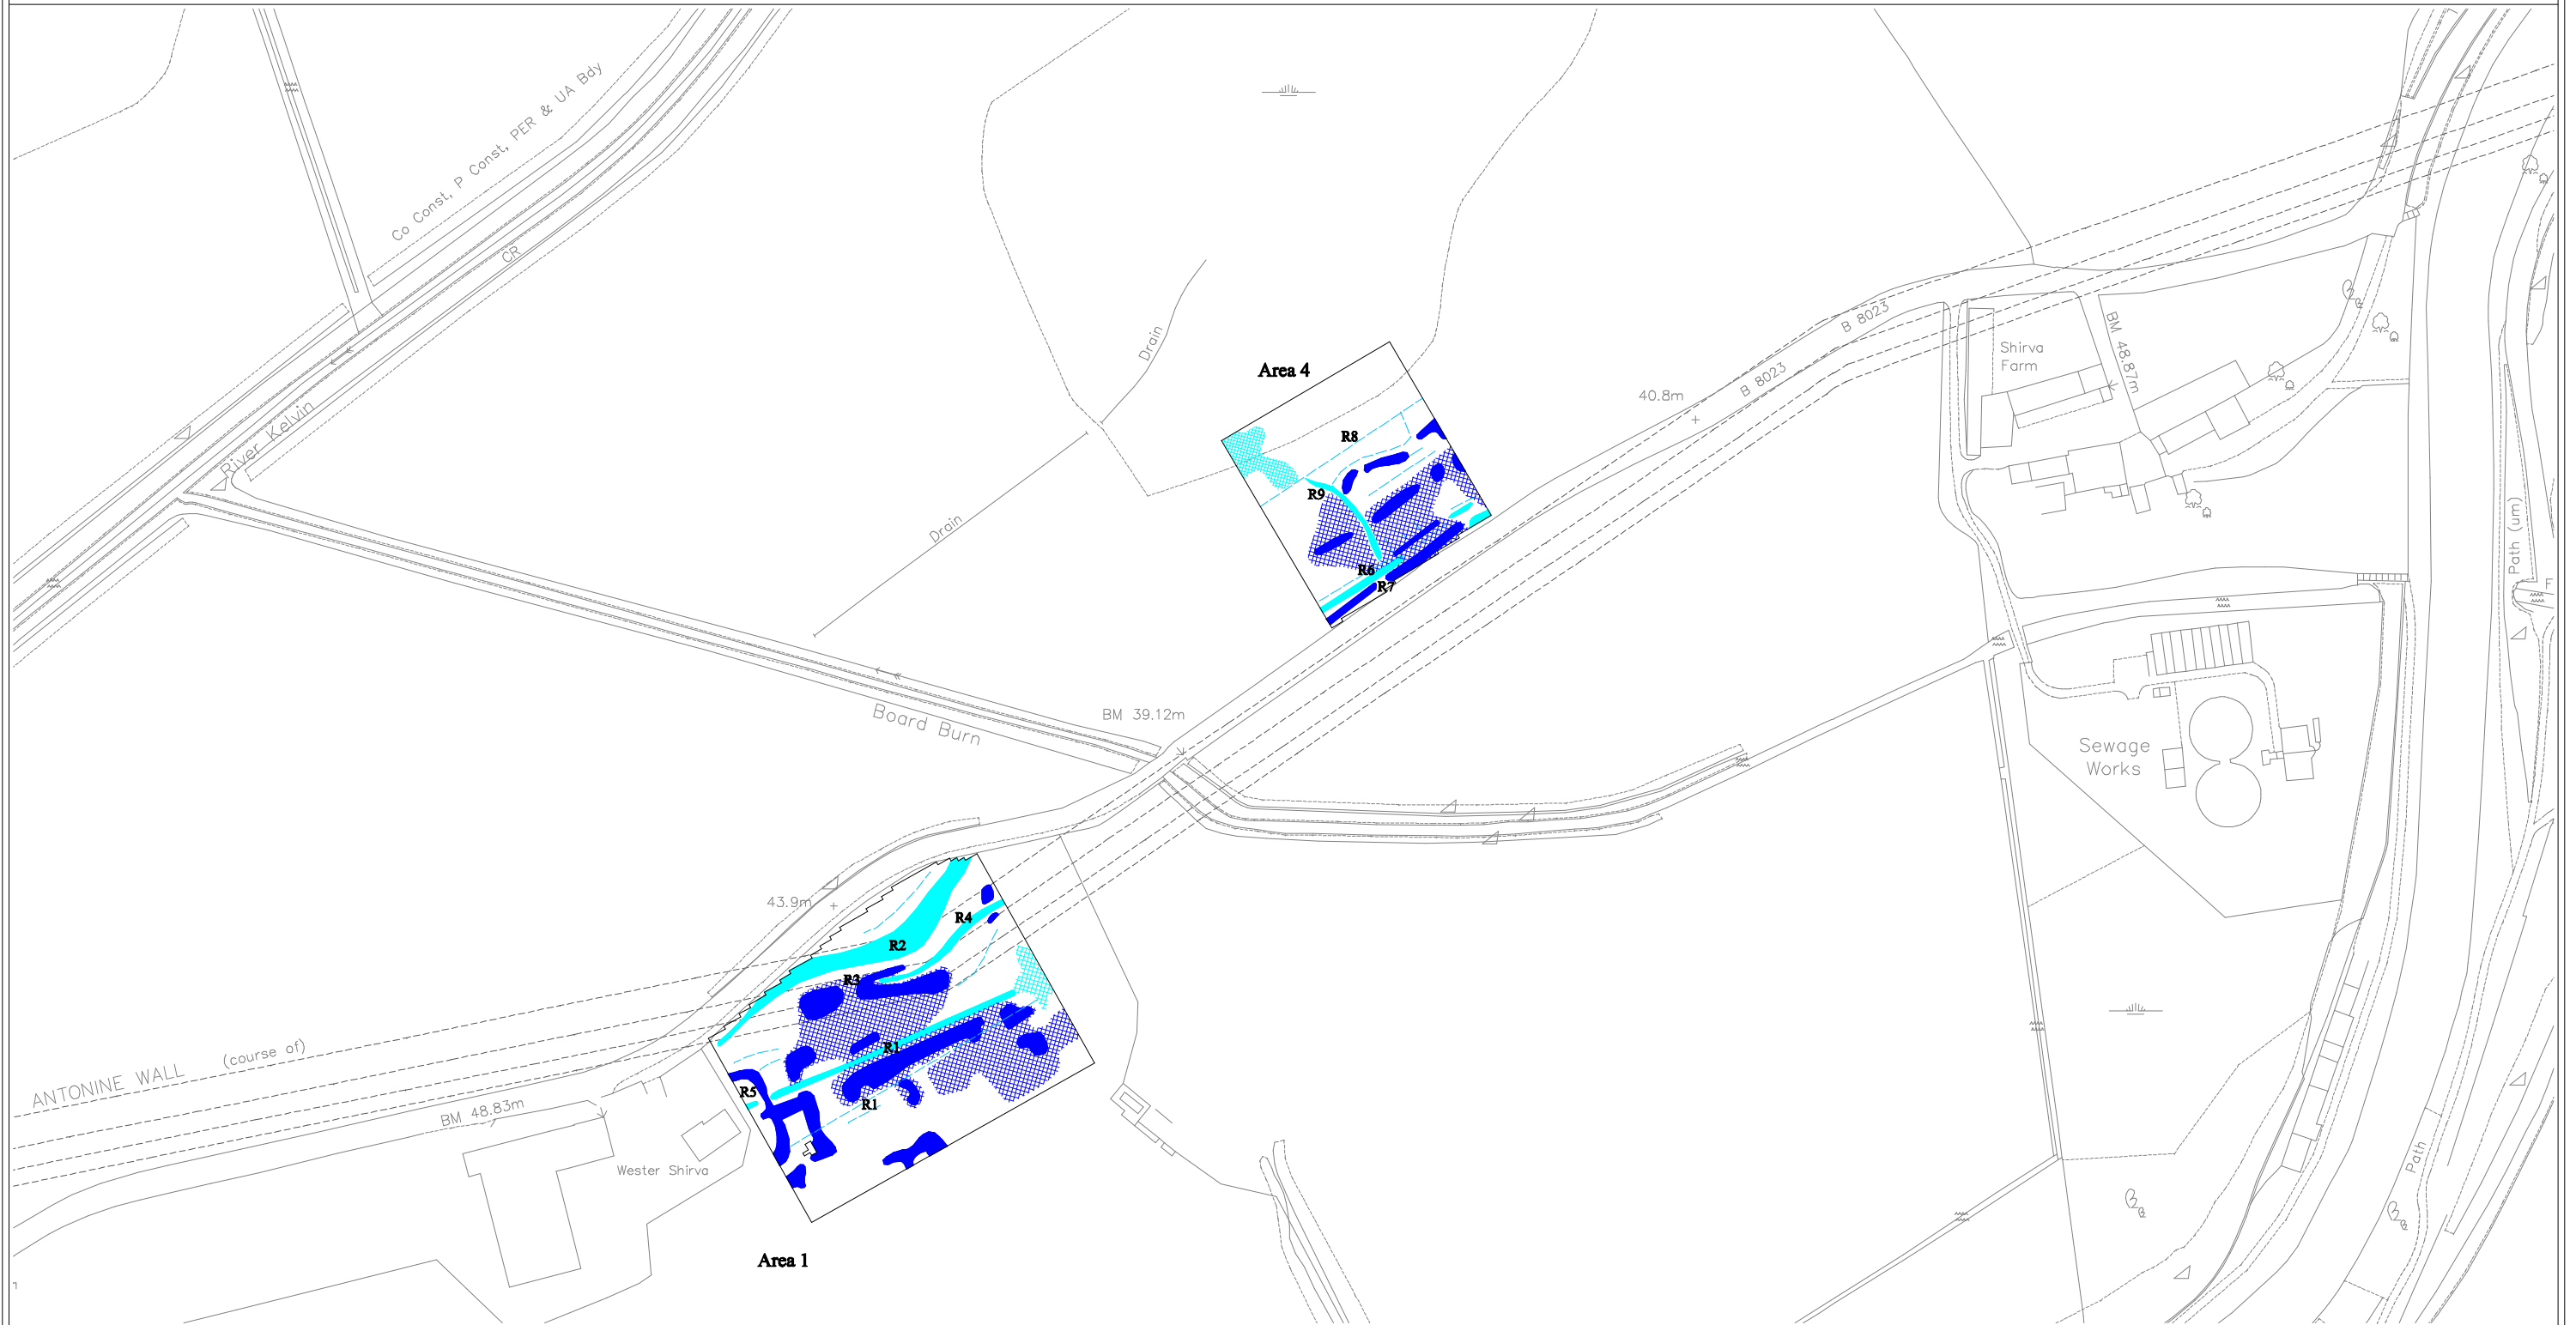 Co Const, P Const, PER & UA Bdy
CR
River Kelvin
Drain
Drain
Area 4
R8
R9
R6
R7
B 8023
B 8023
40.8m
Shirva
Farm
BM 48.87m
Path (um)
F
Sewage
Works
BM 39.12m
Board Burn
43.9m
R4
R2
R3
R1
R5
R1
ANTONINE WALL (course of)
BM 48.83m
Wester Shirva
Area 1
Path